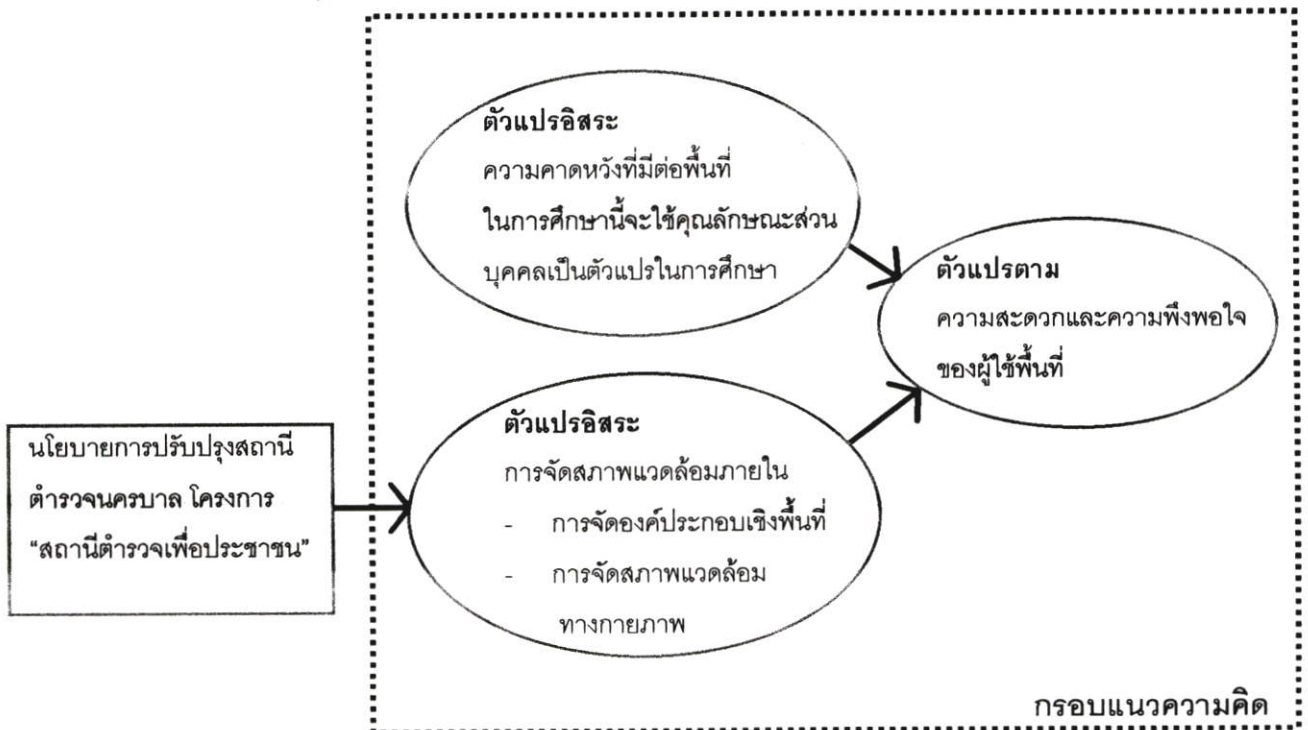 ตัวแปรอิสระ
ความคาดหวังที่มีต่อพื้นที่
ในการศึกษานี้จะใช้คุณลักษณะส่วน
บุคคลเป็นตัวแปรในการศึกษา
ตัวแปรตาม
ความสะดวกและความพึงพอใจ
ของผู้ใช้พื้นที่
นโยบายการปรับปรุงสถานี
ตำรวจนครบาล โครงการ
“สถานีตำรวจเพื่อประชาชน”
ตัวแปรอิสระ
การจัดสภาพแวดล้อมภายใน
- การจัดองค์ประกอบเชิงพื้นที่
- การจัดสภาพแวดล้อม
ทางกายภาพ
กรอบแนวความคิด